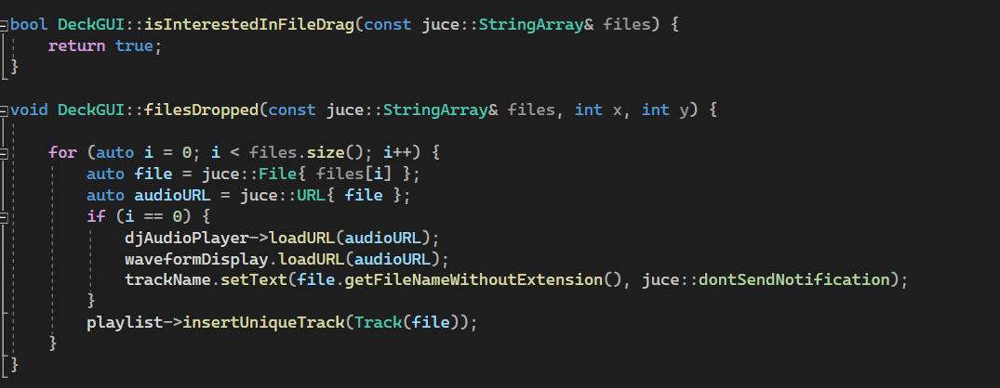 bool DeckGUI::isInterestedInFileDrag(const juce::StringArray& files) {
    return true;
}

void DeckGUI::filesDropped(const juce::StringArray& files, int x, int y) {

    for (auto i = 0; i < files.size(); i++) {
        auto file = juce::File{ files[i] };
        auto audioURL = juce::URL{ file };
        if (i == 0) {
            djAudioPlayer->loadURL(audioURL);
            waveformDisplay.loadURL(audioURL);
            trackName.setText(file.getFileNameWithoutExtension(), juce::dontSendNotification);
        }
        playlist->insertUniqueTrack(Track(file));
    }
}